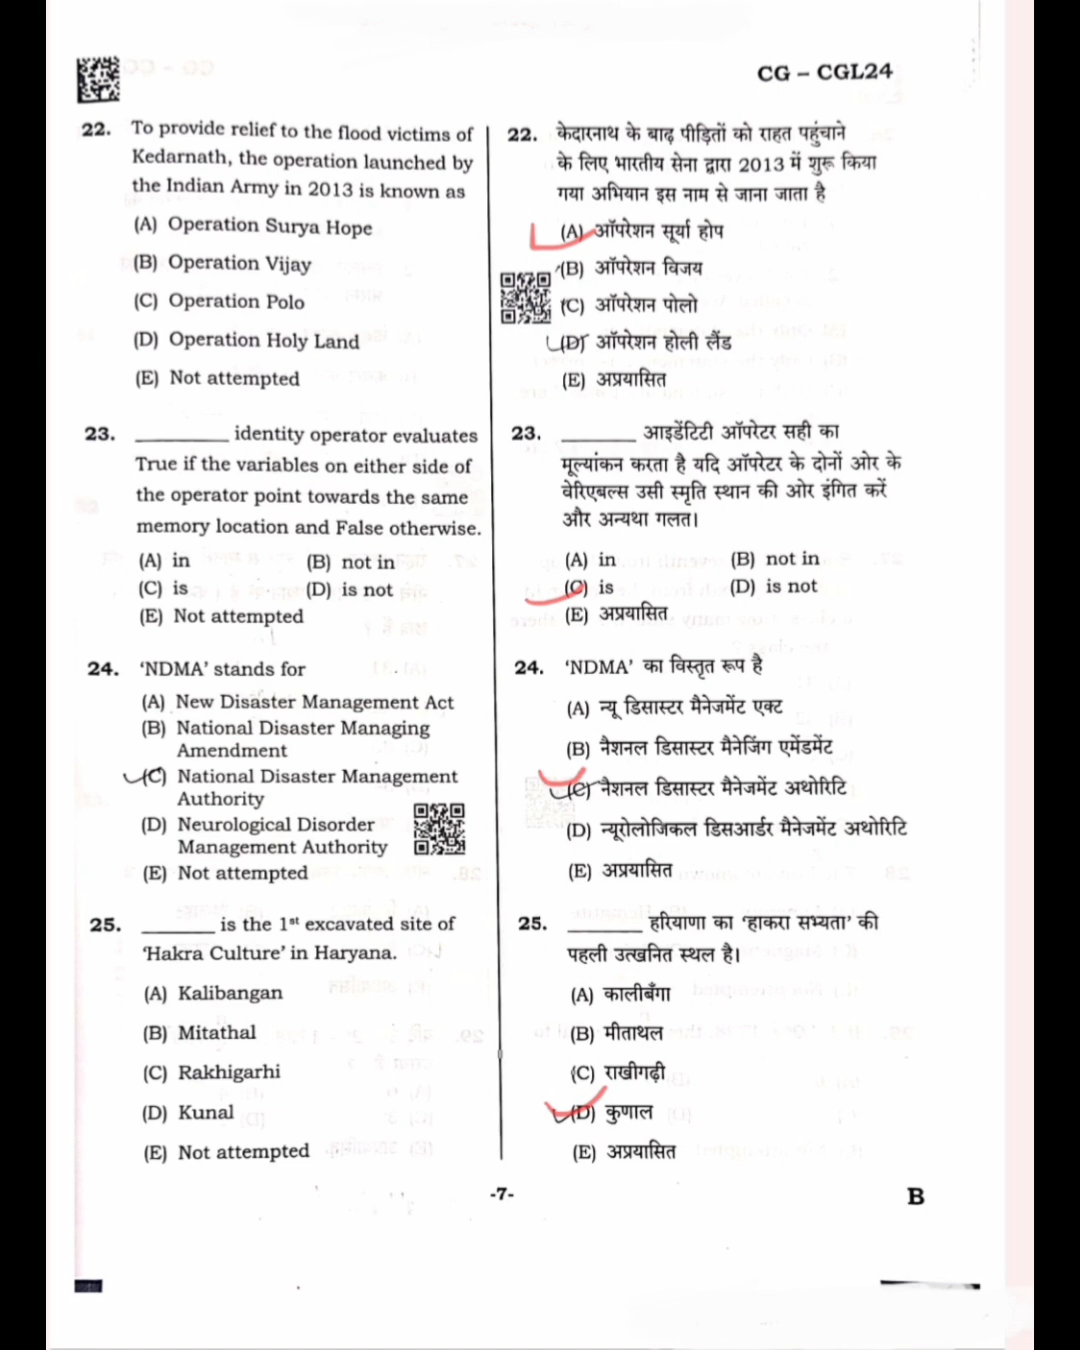 CG – CGL24
22. To provide relief to the flood victims of
Kedarnath, the operation launched by
the Indian Army in 2013 is known as
(A) Operation Surya Hope
(B) Operation Vijay
(C) Operation Polo
(D) Operation Holy Land
(E) Not attempted
23. ________ identity operator evaluates
True if the variables on either side of
the operator point towards the same
memory location and False otherwise.
(A) in (B) not in
(C) is (D) is not
(E) Not attempted
24. ‘NDMA’ stands for
(A) New Disaster Management Act
(B) National Disaster Managing
Amendment
(C) National Disaster Management
Authority
(D) Neurological Disorder
Management Authority
(E) Not attempted
25. ________ is the 1st excavated site of
‘Hakra Culture’ in Haryana.
(A) Kalibangan
(B) Mitathal
(C) Rakhigarhi
(D) Kunal
(E) Not attempted
22. केदारनाथ के बाढ़ पीड़ितों को राहत पहुंचाने
के लिए भारतीय सेना द्वारा 2013 में शुरू किया
गया अभियान इस नाम से जाना जाता है
(A) ऑपरेशन सूर्या होप
(B) ऑपरेशन विजय
(C) ऑपरेशन पोलो
(D) ऑपरेशन होली लैंड
(E) अप्रयासित
23. ________ आइडेंटिटी ऑपरेटर सही का
मूल्यांकन करता है यदि ऑपरेटर के दोनों ओर के
वेरिएबल्स उसी स्मृति स्थान की ओर इंगित करें
और अन्यथा गलत।
(A) in (B) not in
(C) is (D) is not
(E) अप्रयासित
24. ‘NDMA’ का विस्तृत रूप है
(A) न्यू डिसास्टर मैनेजमेंट एक्ट
(B) नैशनल डिसास्टर मैनेजिंग एमेंडमेंट
(C) नैशनल डिसास्टर मैनेजमेंट अथोरिटि
(D) न्यूरोलोजिकल डिसआर्डर मैनेजमेंट अथोरिटि
(E) अप्रयासित
25. ________ हरियाणा का ‘हाकरा सभ्यता’ की
पहली उत्खनित स्थल है।
(A) कालीबँगा
(B) मीताथल
(C) राखीगढ़ी
(D) कुणाल
(E) अप्रयासित
-7-
B